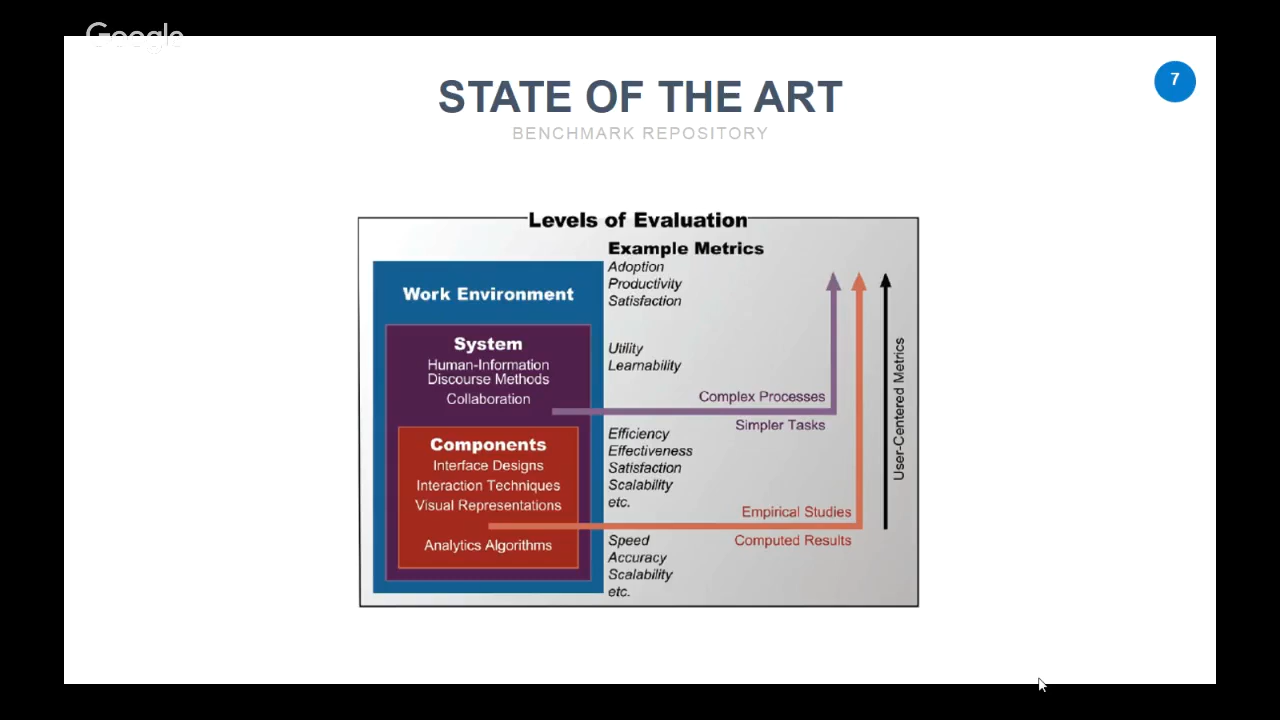 Google
7
STATE OF THE ART
BENCHMARK REPOSITORY
Levels of Evaluation
Example Metrics
Adoption
Productivity
Satisfaction
Work Environment
System
Human-Information
Discourse Methods
Collaboration
Utility
Learnability
Complex Processes
Simpler Tasks
Components
Interface Designs
Interaction Techniques
Visual Representations
Analytics Algorithms
Efficiency
Effectiveness
Satisfaction
Scalability
etc.
Empirical Studies
Computed Results
Speed
Accuracy
Scalability
etc.
User-Centered Metrics